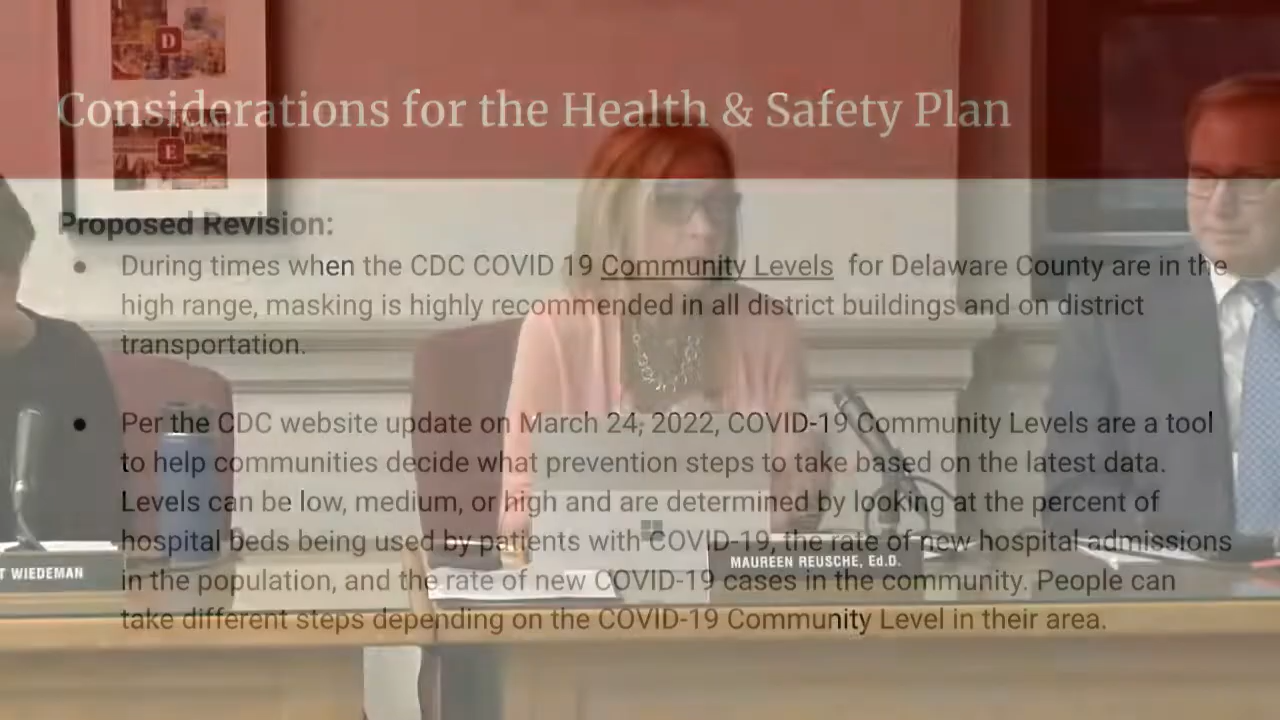 D
E
Considerations for the Health & Safety Plan
Proposed Revision:
● During times when the CDC COVID 19 Community Levels for Delaware County are in the
high range, masking is highly recommended in all district buildings and on district
transportation.
● Per the CDC website update on March 24, 2022, COVID-19 Community Levels are a tool
to help communities decide what prevention steps to take based on the latest data.
Levels can be low, medium, or high and are determined by looking at the percent of
hospital beds being used by patients with COVID-19, the rate of new hospital admissions
in the population, and the rate of new COVID-19 cases in the community. People can
take different steps depending on the COVID-19 Community Level in their area.
MAUREEN REUSCHE, Ed.D.
T WIEDEMAN